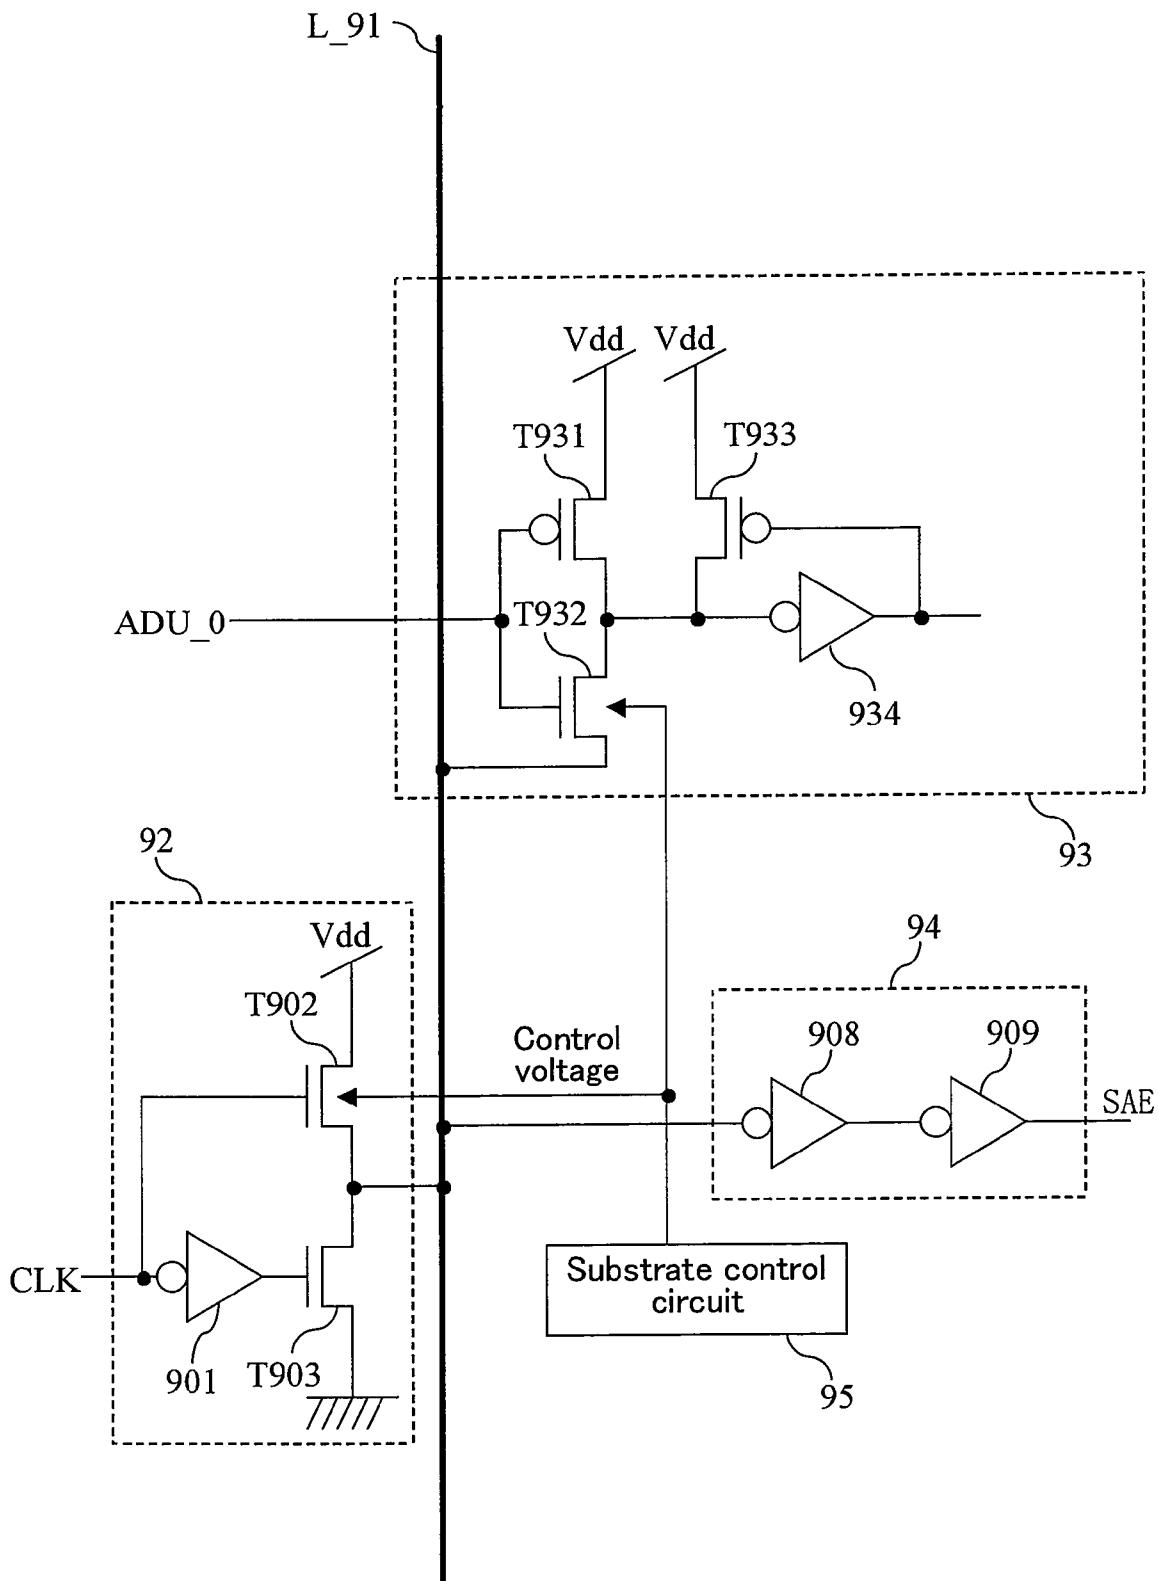 L_91
Vdd
Vdd
T931
T933
ADU_0
T932
934
93
92
Vdd
T902
Control
voltage
94
908
909
SAE
CLK
901
T903
Substrate control
circuit
95